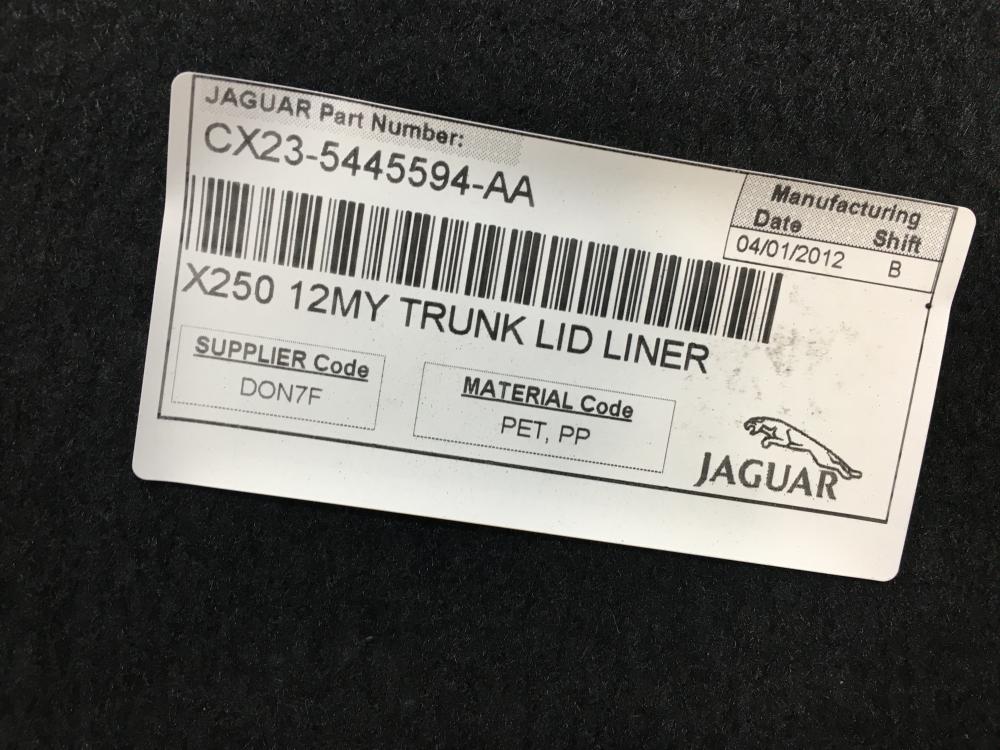 JAGUAR Part Number:
CX23-5445594-AA
Manufacturing
Date Shift
04/01/2012 B
X250 12MY TRUNK LID LINER
SUPPLIER Code
DON7F
MATERIAL Code
PET, PP
JAGUAR